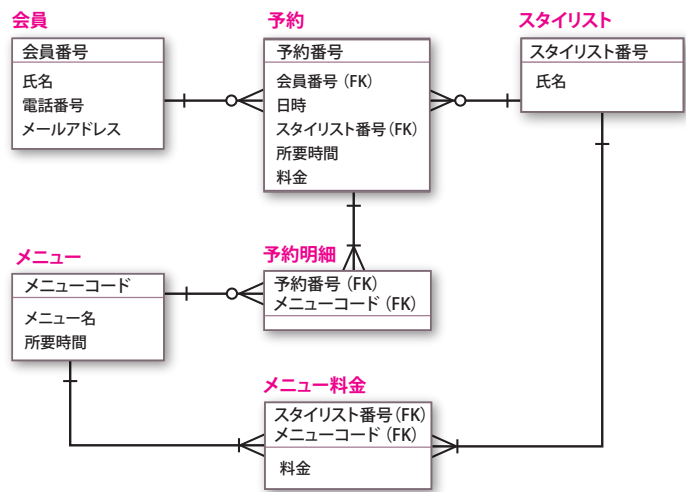 会員
会員番号
氏名
電話番号
メールアドレス
予約
予約番号
会員番号 (FK)
日時
スタイリスト番号(FK)
所要時間
料金
スタイリスト
スタイリスト番号
氏名
メニュー
メニューコード
メニュー名
所要時間
予約明細
予約番号 (FK)
メニューコード (FK)
メニュー料金
スタイリスト番号(FK)
メニューコード (FK)
料金